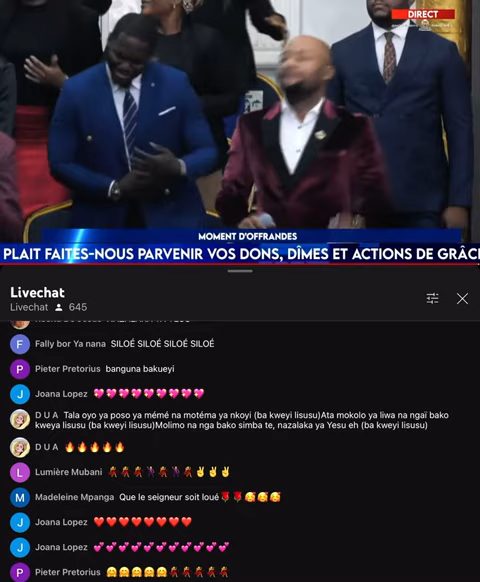 DIRECT
MOMENT D'OFFRANDES
PLAIT FAITES-NOUS PARVENIR VOS DONS, DÎMES ET ACTIONS DE GRÂC
Livechat
Livechat 645
Fally bor Ya nana SILOÉ SILOÉ SILOÉ SILOÉ
Pieter Pretorius banguna bakueyi
Joana Lopez 💖💖💖💖💖💖💖💖💖
D U A Tala oyo ya poso ya mémé na motéma ya nkoyi (ba kweyi lisusu)Ata mokolo ya liwa na ngaï bako
kweya lisusu (ba kweyi lisusu)Molimo na nga bako simba te, nazalaka ya Yesu eh (ba kweyi lisusu)
D U A 🔥🔥🔥🔥🔥
Lumière Mubani 💃💃💃🕺💃🕺💃✌️✌️✌️
Madeleine Mpanga Que le seigneur soit loué🌹🌹🥰🥰🥰
Joana Lopez ❤️❤️❤️❤️❤️❤️❤️❤️
Joana Lopez 💕💕💕💕💕💕💕💕💕💕💕
Pieter Pretorius 🤗🤗🤗🤗🤗💃💃💃💃💃